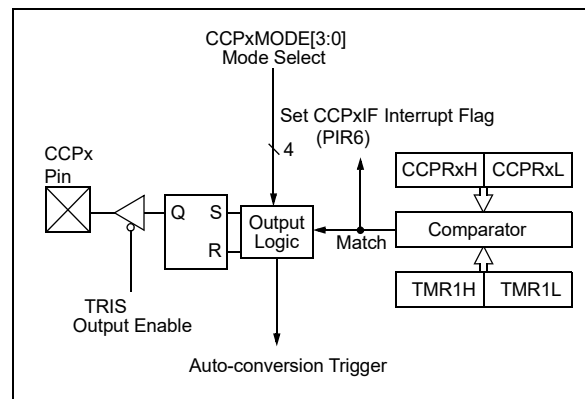 CCPxMODE[3:0]
Mode Select
Set CCPxIF Interrupt Flag
(PIR6)
4
CCPx
Pin
CCPRxH
CCPRxL
Q
S
R
Output
Logic
Match
Comparator
TMR1H
TMR1L
TRIS
Output Enable
Auto-conversion Trigger